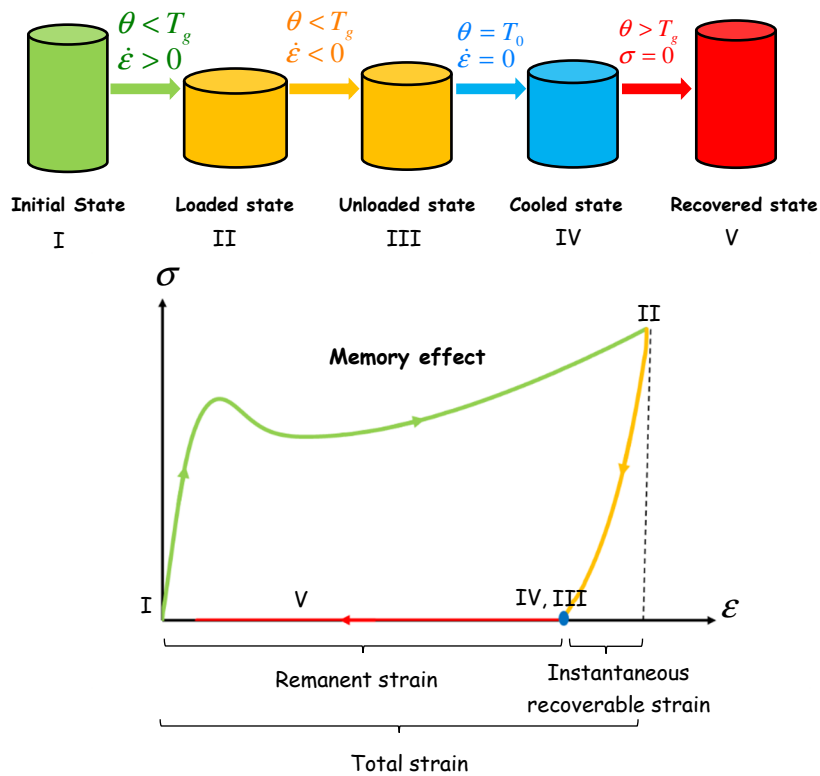 θ < T_g
ε̇ > 0
θ < T_g
ε̇ < 0
θ = T_0
ε̇ = 0
θ > T_g
σ = 0
Initial State
Loaded state
Unloaded state
Cooled state
Recovered state
I
II
III
IV
V
σ
II
Memory effect
I
V
IV, III
ε
Remanent strain
Instantaneous
recoverable strain
Total strain